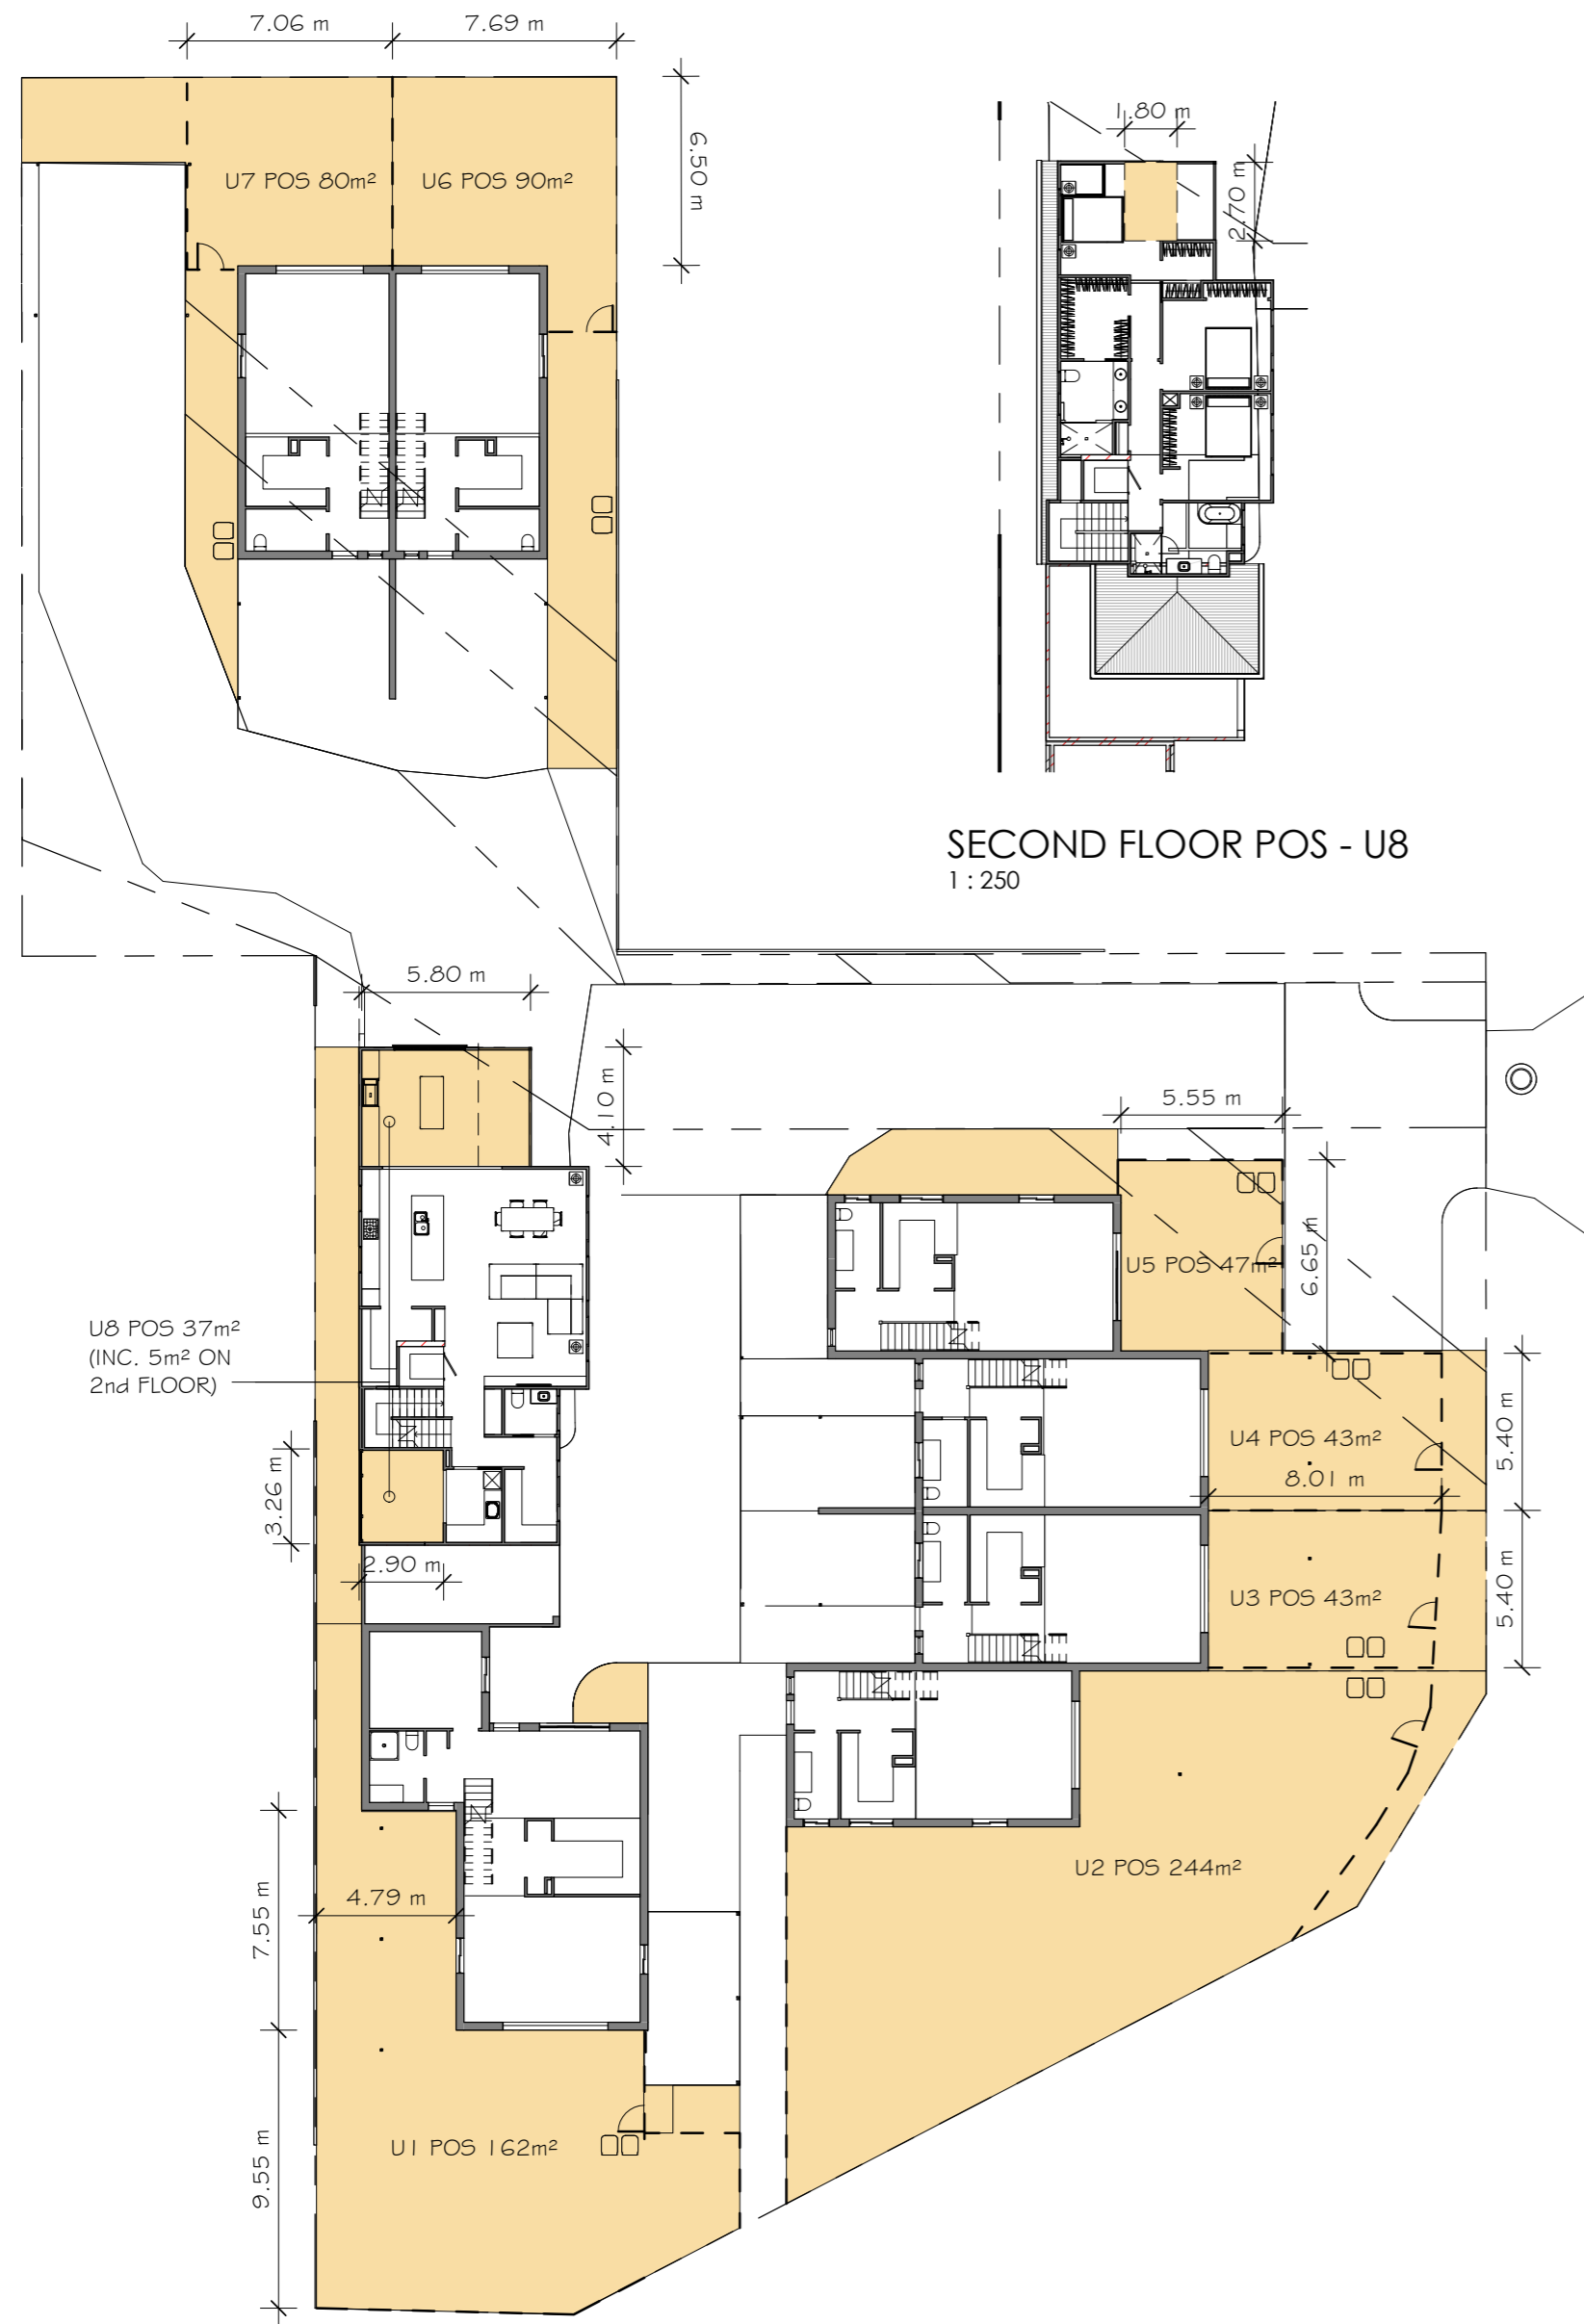 7.06 m
7.69 m
6.50 m
U7 POS 80m²
U6 POS 90m²
1.80 m
2.70 m
SECOND FLOOR POS - U8
1 : 250
5.80 m
4.10 m
5.55 m
6.65 m
U5 POS 47m²
U8 POS 37m²
(INC. 5m² ON
2nd FLOOR)
U4 POS 43m²
8.01 m
5.40 m
3.26 m
2.90 m
U3 POS 43m²
5.40 m
U2 POS 244m²
4.79 m
7.55 m
U1 POS 162m²
9.55 m